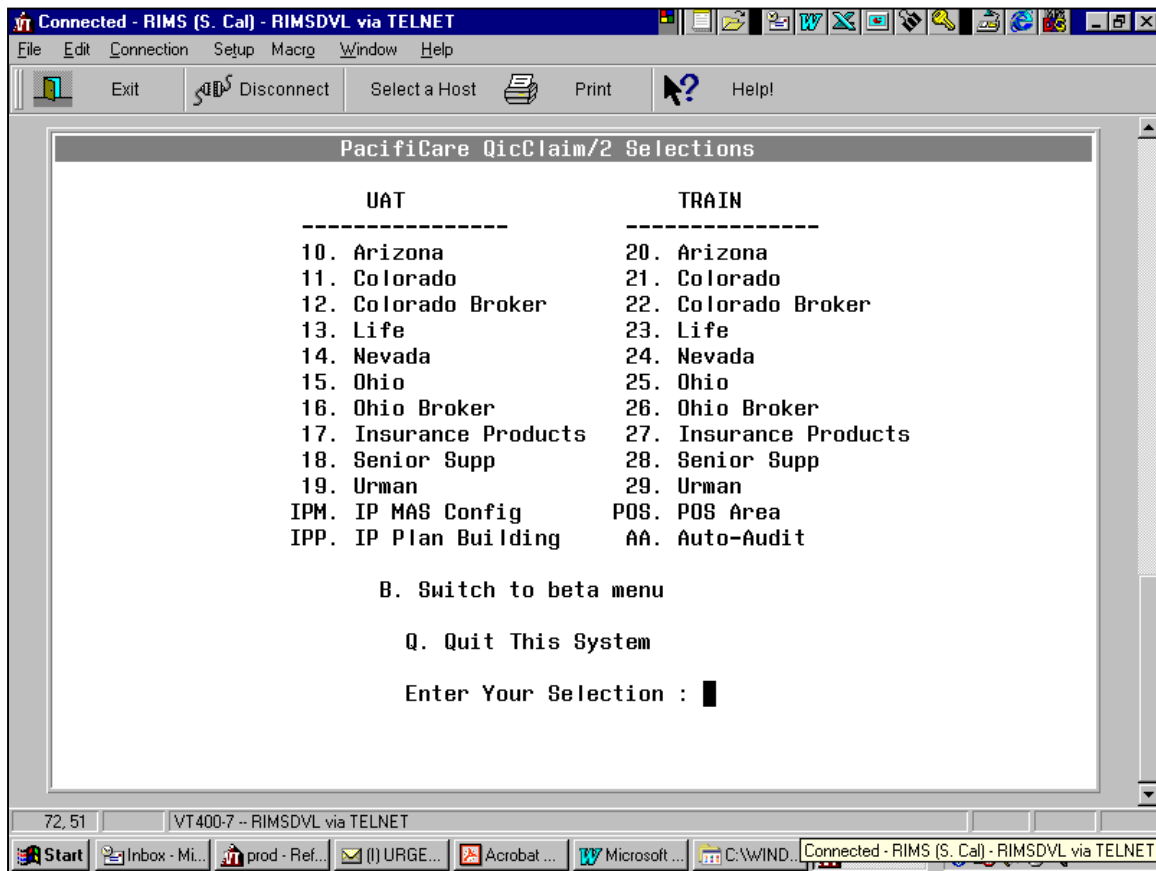 Connected - RIMS (S. Cal) - RIMSDVL via TELNET
File Edit Connection Setup Macro Window Help
Exit Disconnect Select a Host Print Help!
PacifiCare QicClaim/2 Selections
UAT TRAIN
---------------- ---------------
10. Arizona 20. Arizona
11. Colorado 21. Colorado
12. Colorado Broker 22. Colorado Broker
13. Life 23. Life
14. Nevada 24. Nevada
15. Ohio 25. Ohio
16. Ohio Broker 26. Ohio Broker
17. Insurance Products 27. Insurance Products
18. Senior Supp 28. Senior Supp
19. Urman 29. Urman
IPM. IP MAS Config POS. POS Area
IPP. IP Plan Building AA. Auto-Audit
B. Switch to beta menu
Q. Quit This System
Enter Your Selection :
72, 51 VT400-7 -- RIMSDVL via TELNET
Start Inbox - Mi... prod - Ref... (I) URGE... Acrobat ... Microsoft ... C:\WIND... Connected - RIMS (S. Cal) - RIMSDVL via TELNET